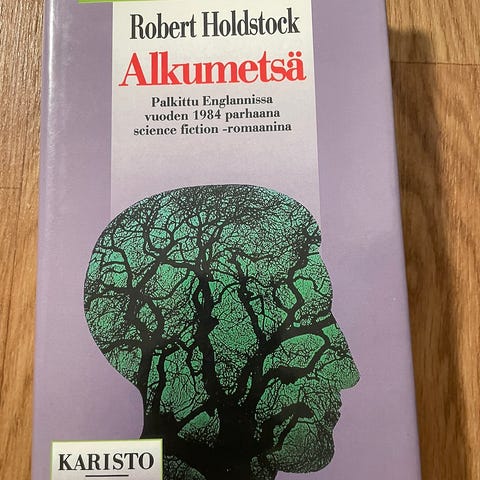 Robert Holdstock
Alkumetsä
Palkittu Englannissa
vuoden 1984 parhaana
science fiction -romaanina
KARISTO